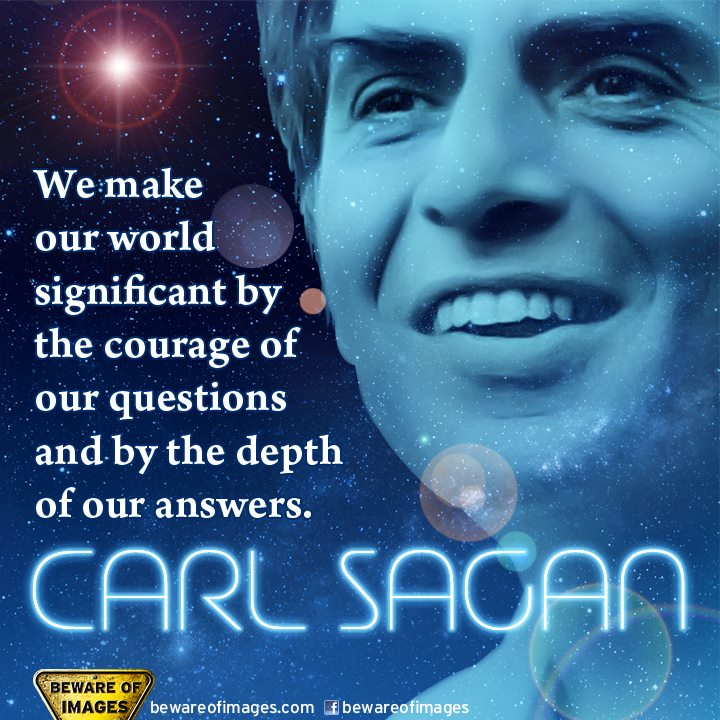 We make
our world
significant by
the courage of
our questions
and by the depth
of our answers.
CARL SAGAN
BEWARE OF
IMAGES
bewareofimages.com f bewareofimages